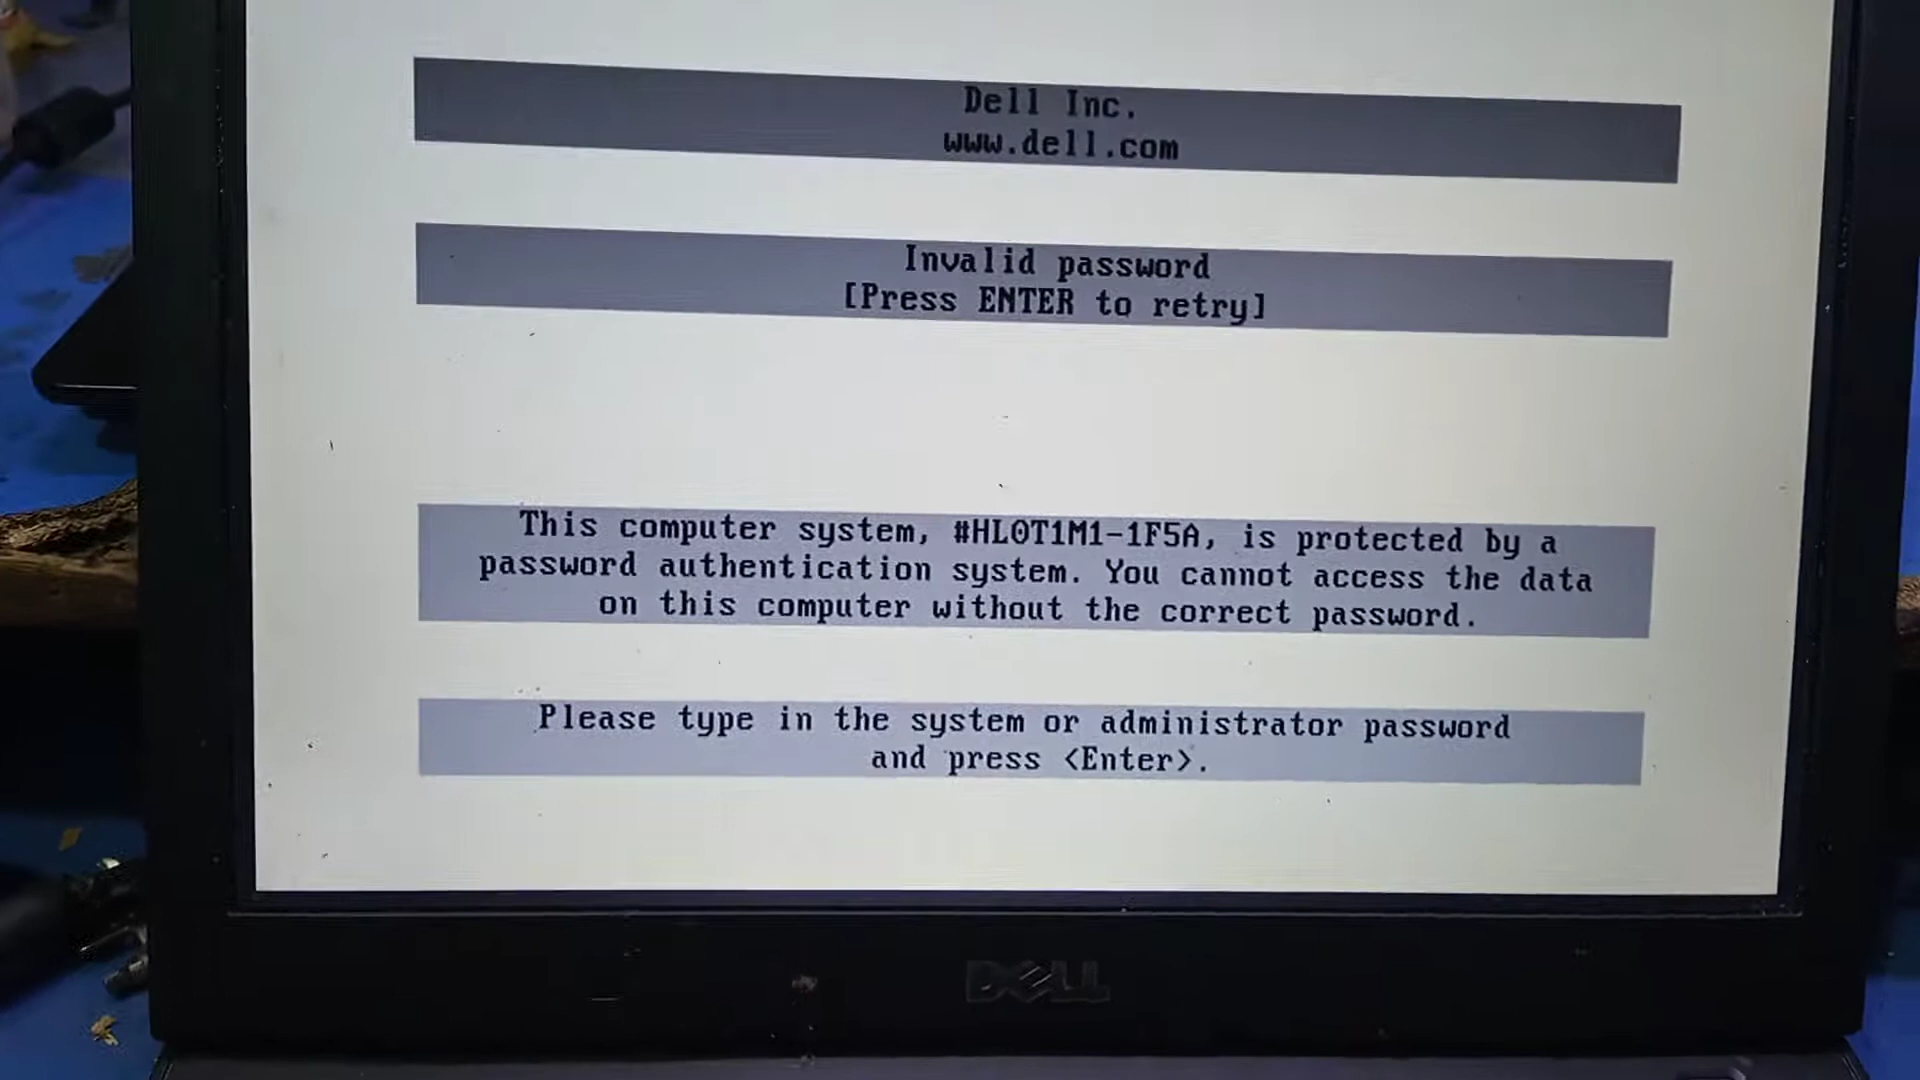 Dell Inc.
www.dell.com
Invalid password
[Press ENTER to retry]
This computer system, #HL0T1M1-1F5A, is protected by a
password authentication system. You cannot access the data
on this computer without the correct password.
Please type in the system or administrator password
and press <Enter>.
DELL